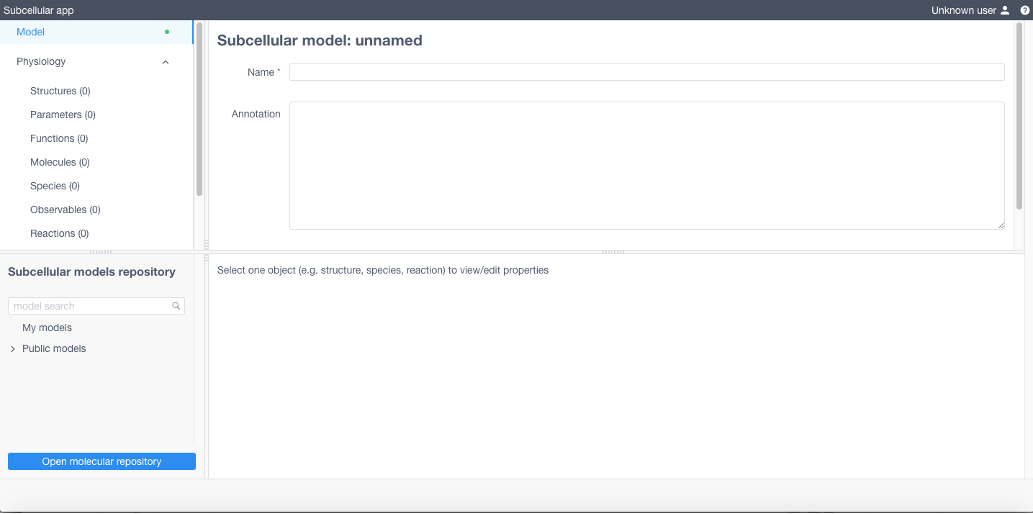 Subcellular app
Unknown user
Model
Physiology
Structures (0)
Parameters (0)
Functions (0)
Molecules (0)
Species (0)
Observables (0)
Reactions (0)
Subcellular model: unnamed
Name *
Annotation
Subcellular models repository
model search
My models
Public models
Open molecular repository
Select one object (e.g. structure, species, reaction) to view/edit properties